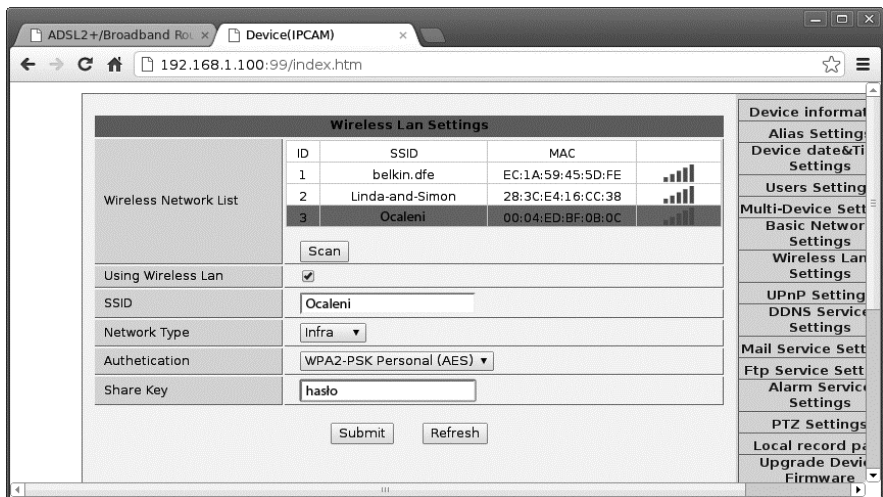 ADSL2+/Broadband Rou
Device(IPCAM)
192.168.1.100:99/index.htm
Wireless Lan Settings
Wireless Network List
ID SSID MAC
1 belkin.dfe EC:1A:59:45:5D:FE
2 Linda-and-Simon 28:3C:E4:16:CC:38
3 Ocaleni 00:04:ED:BF:0B:0C
Scan
Using Wireless Lan
SSID Ocaleni
Network Type Infra
Authetication WPA2-PSK Personal (AES)
Share Key hasło
Submit Refresh
Device informat
Alias Setting
Device date&Ti
Settings
Users Setting
Multi-Device Sett
Basic Networ
Settings
Wireless Lan
Settings
UPnP Setting
DDNS Service
Settings
Mail Service Sett
Ftp Service Sett
Alarm Service
Settings
PTZ Settings
Local record pa
Upgrade Devi
Firmware